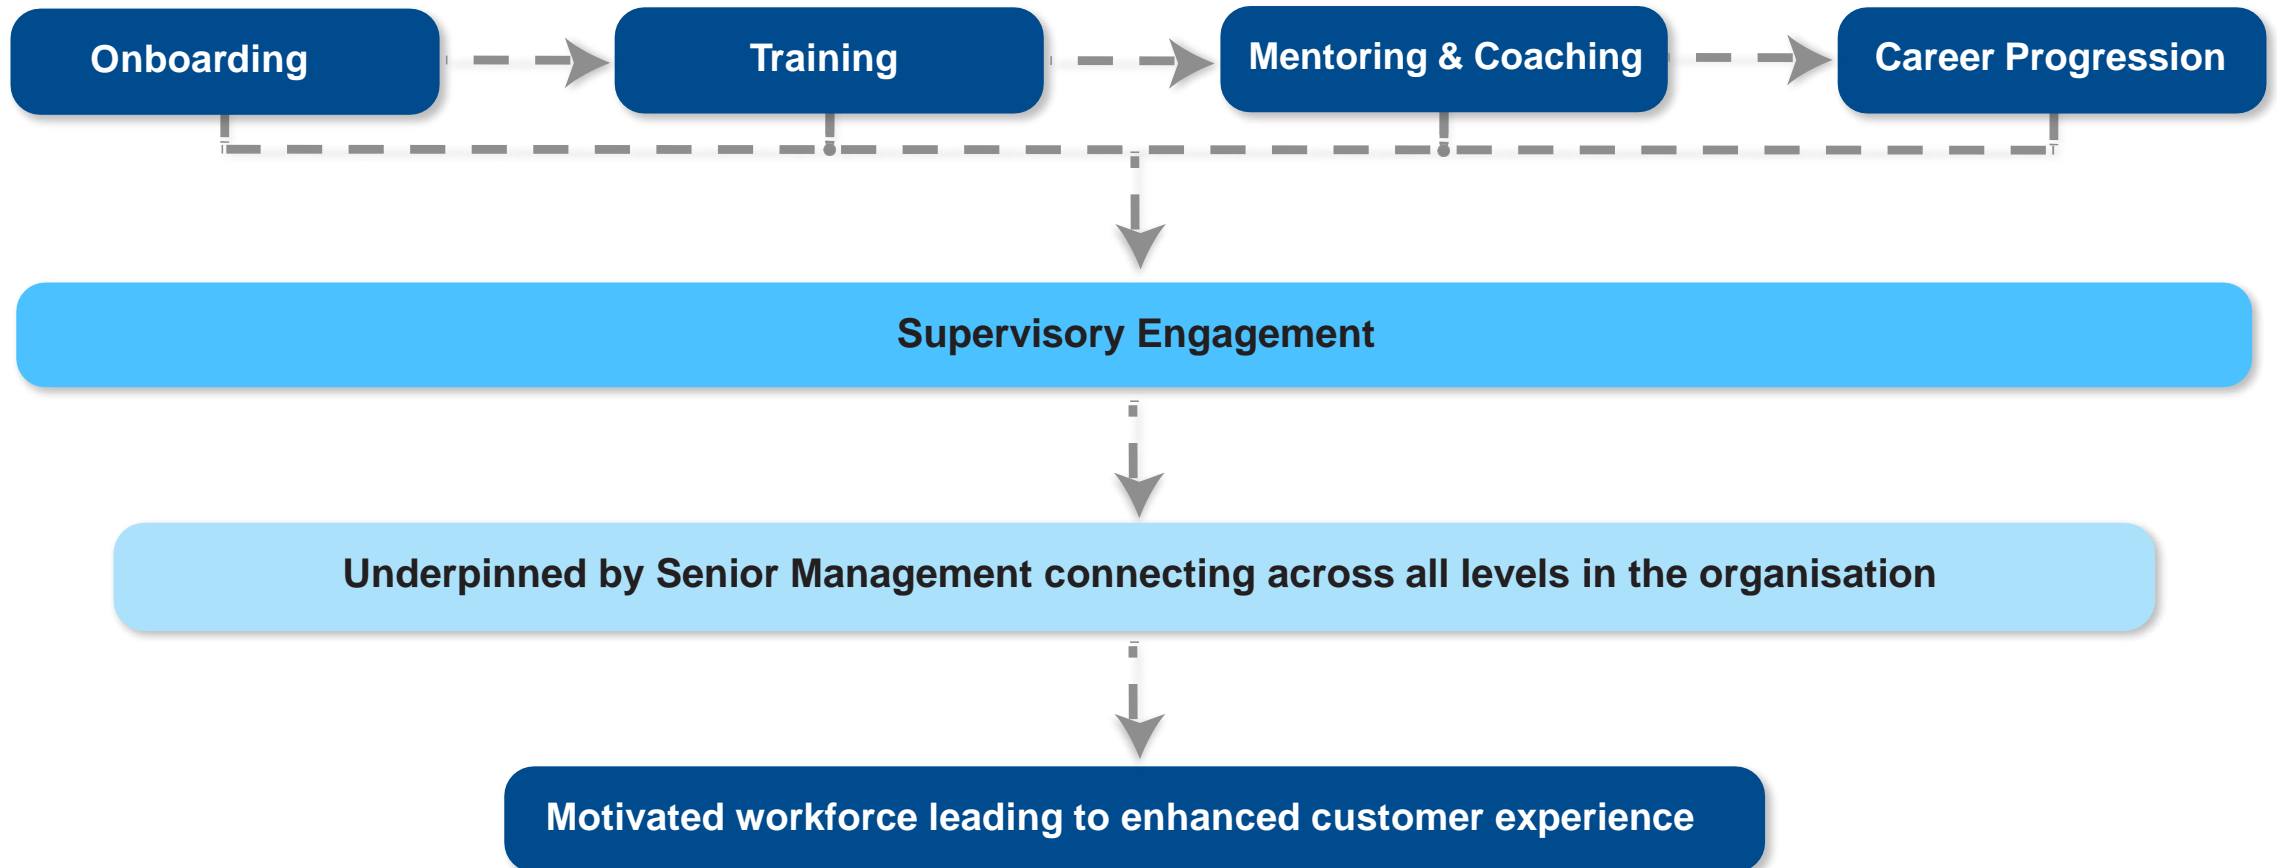 Onboarding
Training
Mentoring & Coaching
Career Progression
Supervisory Engagement
Underpinned by Senior Management connecting across all levels in the organisation
Motivated workforce leading to enhanced customer experience